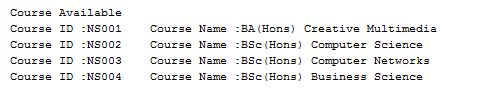 Course Available
Course ID :NS001    Course Name :BA(Hons) Creative Multimedia
Course ID :NS002    Course Name :BSc(Hons) Computer Science
Course ID :NS003    Course Name :BSc(Hons) Computer Networks
Course ID :NS004    Course Name :BSc(Hons) Business Science